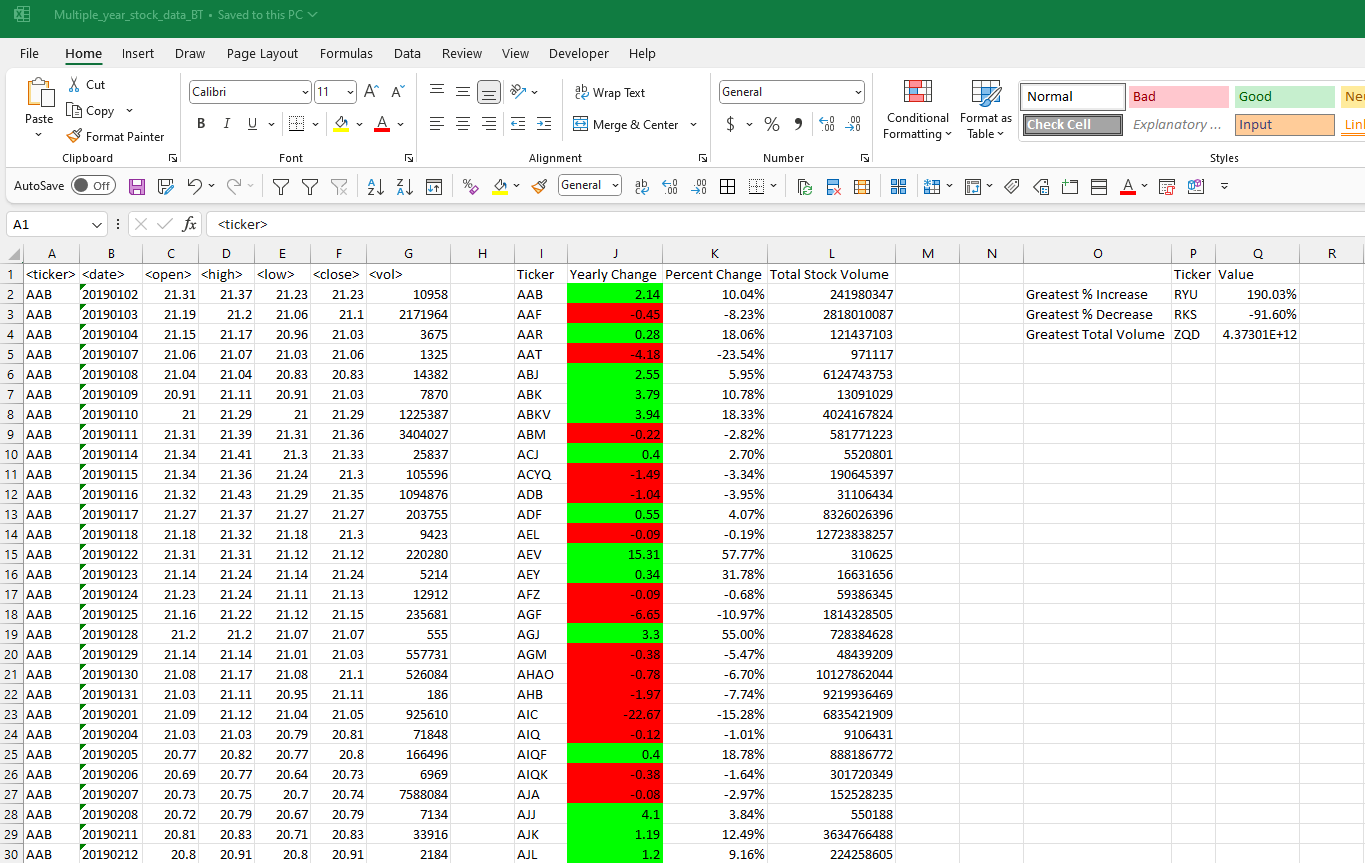 Multiple_year_stock_data_BT • Saved to this PC
File Home Insert Draw Page Layout Formulas Data Review View Developer Help
Paste Cut Copy Format Painter Clipboard
Calibri 11 B I U A Font
ab Wrap Text Merge & Center Alignment
General $ % Number
Conditional Formatting Format as Table
Normal Bad Good Neu
Check Cell Explanatory ... Input Link
Styles
AutoSave Off General
A1 fx <ticker>
A B C D E F G H I J K L M N O P Q R
1 <ticker> <date> <open> <high> <low> <close> <vol> Ticker Yearly Change Percent Change Total Stock Volume Ticker Value
2 AAB 20190102 21.31 21.37 21.23 21.23 10958 AAB 2.14 10.04% 241980347 Greatest % Increase RYU 190.03%
3 AAB 20190103 21.19 21.2 21.06 21.1 2171964 AAF -0.45 -8.23% 2818010087 Greatest % Decrease RKS -91.60%
4 AAB 20190104 21.15 21.17 20.96 21.03 3675 AAR 0.28 18.06% 121437103 Greatest Total Volume ZQD 4.37301E+12
5 AAB 20190107 21.06 21.07 21.03 21.06 1325 AAT -4.18 -23.54% 971117
6 AAB 20190108 21.04 21.04 20.83 20.83 14382 ABJ 2.55 5.95% 6124743753
7 AAB 20190109 20.91 21.11 20.91 21.03 7870 ABK 3.79 10.78% 13091029
8 AAB 20190110 21 21.29 21 21.29 1225387 ABKV 3.94 18.33% 4024167824
9 AAB 20190111 21.31 21.39 21.31 21.36 3404027 ABM -0.22 -2.82% 581771223
10 AAB 20190114 21.34 21.41 21.3 21.33 25837 ACJ 0.4 2.70% 5520801
11 AAB 20190115 21.34 21.36 21.24 21.3 105596 ACYQ -1.49 -3.34% 190645397
12 AAB 20190116 21.32 21.43 21.29 21.35 1094876 ADB -1.04 -3.95% 31106434
13 AAB 20190117 21.27 21.37 21.27 21.27 203755 ADF 0.55 4.07% 8326026396
14 AAB 20190118 21.18 21.32 21.18 21.3 9423 AEL -0.09 -0.19% 12723838257
15 AAB 20190122 21.31 21.31 21.12 21.12 220280 AEV 15.31 57.77% 310625
16 AAB 20190123 21.14 21.24 21.14 21.24 5214 AEY 0.34 31.78% 16631656
17 AAB 20190124 21.23 21.24 21.11 21.13 12912 AFZ -0.09 -0.68% 59386345
18 AAB 20190125 21.16 21.22 21.12 21.15 235681 AGF -6.65 -10.97% 1814328505
19 AAB 20190128 21.2 21.2 21.07 21.07 555 AGJ 3.3 55.00% 728384628
20 AAB 20190129 21.14 21.14 21.01 21.03 557731 AGM -0.38 -5.47% 48439209
21 AAB 20190130 21.08 21.17 21.08 21.1 526084 AHAO -0.78 -6.70% 10127862044
22 AAB 20190131 21.03 21.11 20.95 21.11 186 AHB -1.97 -7.74% 9219936469
23 AAB 20190201 21.09 21.12 21.04 21.05 925610 AIC -22.67 -15.28% 6835421909
24 AAB 20190204 21.03 21.03 20.79 20.81 71848 AIQ -0.12 -1.01% 9106431
25 AAB 20190205 20.77 20.82 20.77 20.8 166496 AIQF 0.4 18.78% 888186772
26 AAB 20190206 20.69 20.77 20.64 20.73 6969 AIQK -0.38 -1.64% 301720349
27 AAB 20190207 20.73 20.75 20.7 20.74 7588084 AJA -0.08 -2.97% 152528235
28 AAB 20190208 20.72 20.79 20.67 20.79 7134 AJJ 4.1 3.84% 550188
29 AAB 20190211 20.81 20.83 20.71 20.83 33916 AJK 1.19 12.49% 3634766488
30 AAB 20190212 20.8 20.91 20.8 20.91 2184 AJL 1.2 9.16% 224258605